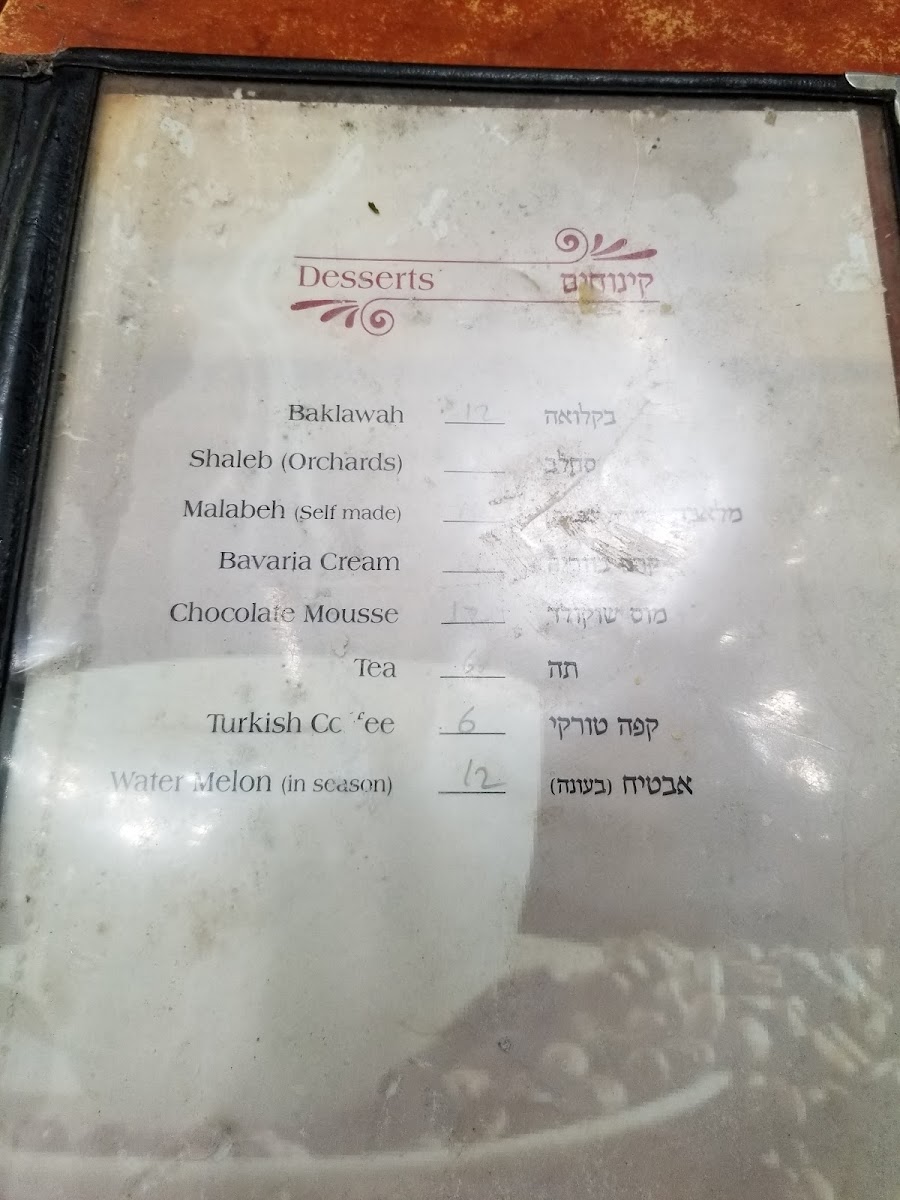 Desserts קינוחים
Baklawah 12 בקלואה
Shaleb (Orchards) סחלב
Malabeh (Self made)
Bavaria Cream
Chocolate Mousse מוס שוקולד
Tea 6 תה
Turkish Coffee 6 קפה טורקי
Water Melon (in season) 12 אבטיח (בעונה)